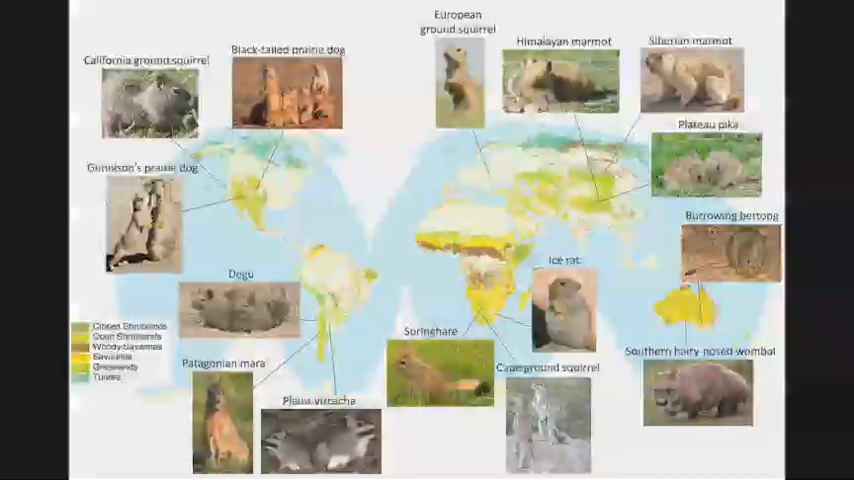 European
ground squirrel
Himalayan marmot
Siberian marmot
Black-tailed prairie dog
California ground squirrel
Plateau pika
Gunnison's prairie dog
Burrowing bettong
Ice rat
Degu
Closed Shrublands
Open Shrublands
Woody Savannas
Savannas
Grasslands
Springhare
Southern hairy-nosed wombat
Patagonian mara
Cape ground squirrel
Plains vizcacha